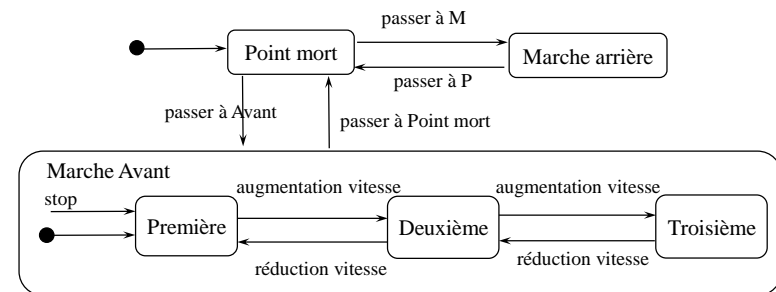 passer à M
Point mort
Marche arrière
passer à P
passer à Avant
passer à Point mort
Marche Avant
stop
augmentation vitesse
augmentation vitesse
Première
Deuxième
Troisième
réduction vitesse
réduction vitesse